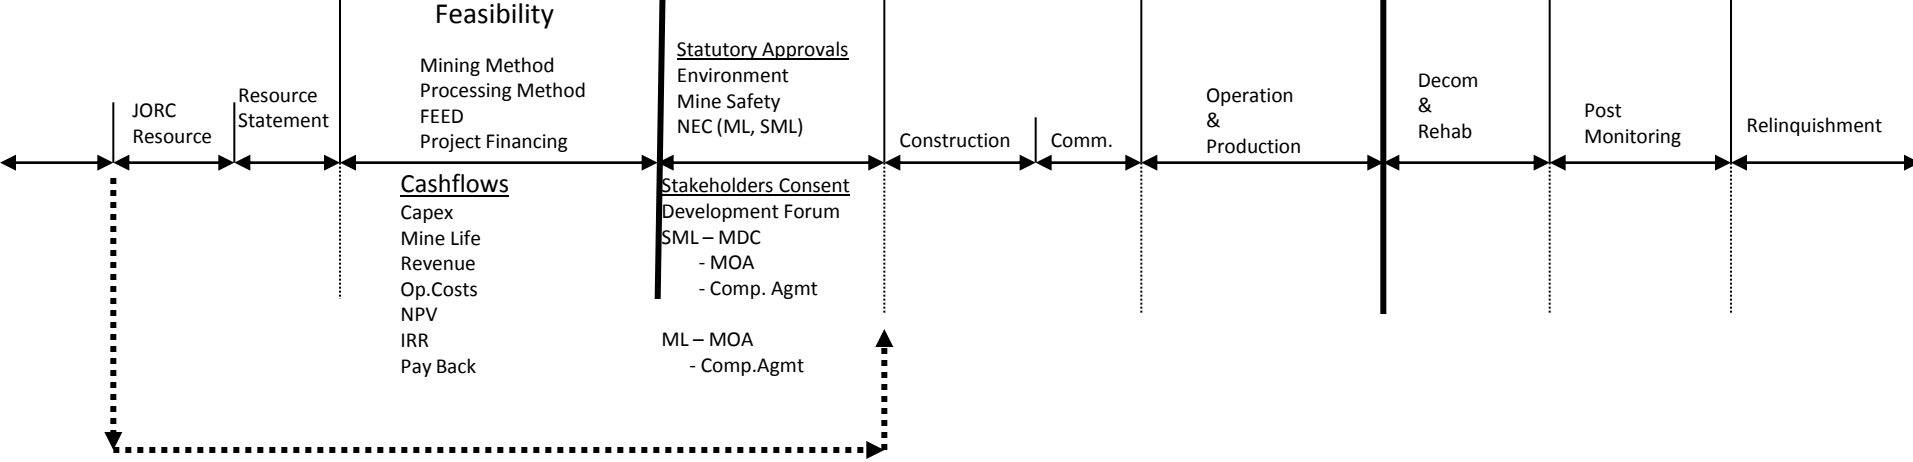 Feasibility
Mining Method
Processing Method
FEED
Project Financing
Statutory Approvals
Environment
Mine Safety
NEC (ML, SML)
JORC
Resource
Resource
Statement
Construction
Comm.
Operation
&
Production
Decom
&
Rehab
Post
Monitoring
Relinquishment
Cashflows
Capex
Mine Life
Revenue
Op.Costs
NPV
IRR
Pay Back
Stakeholders Consent
Development Forum
SML – MDC
- MOA
- Comp. Agmt
ML – MOA
- Comp.Agmt